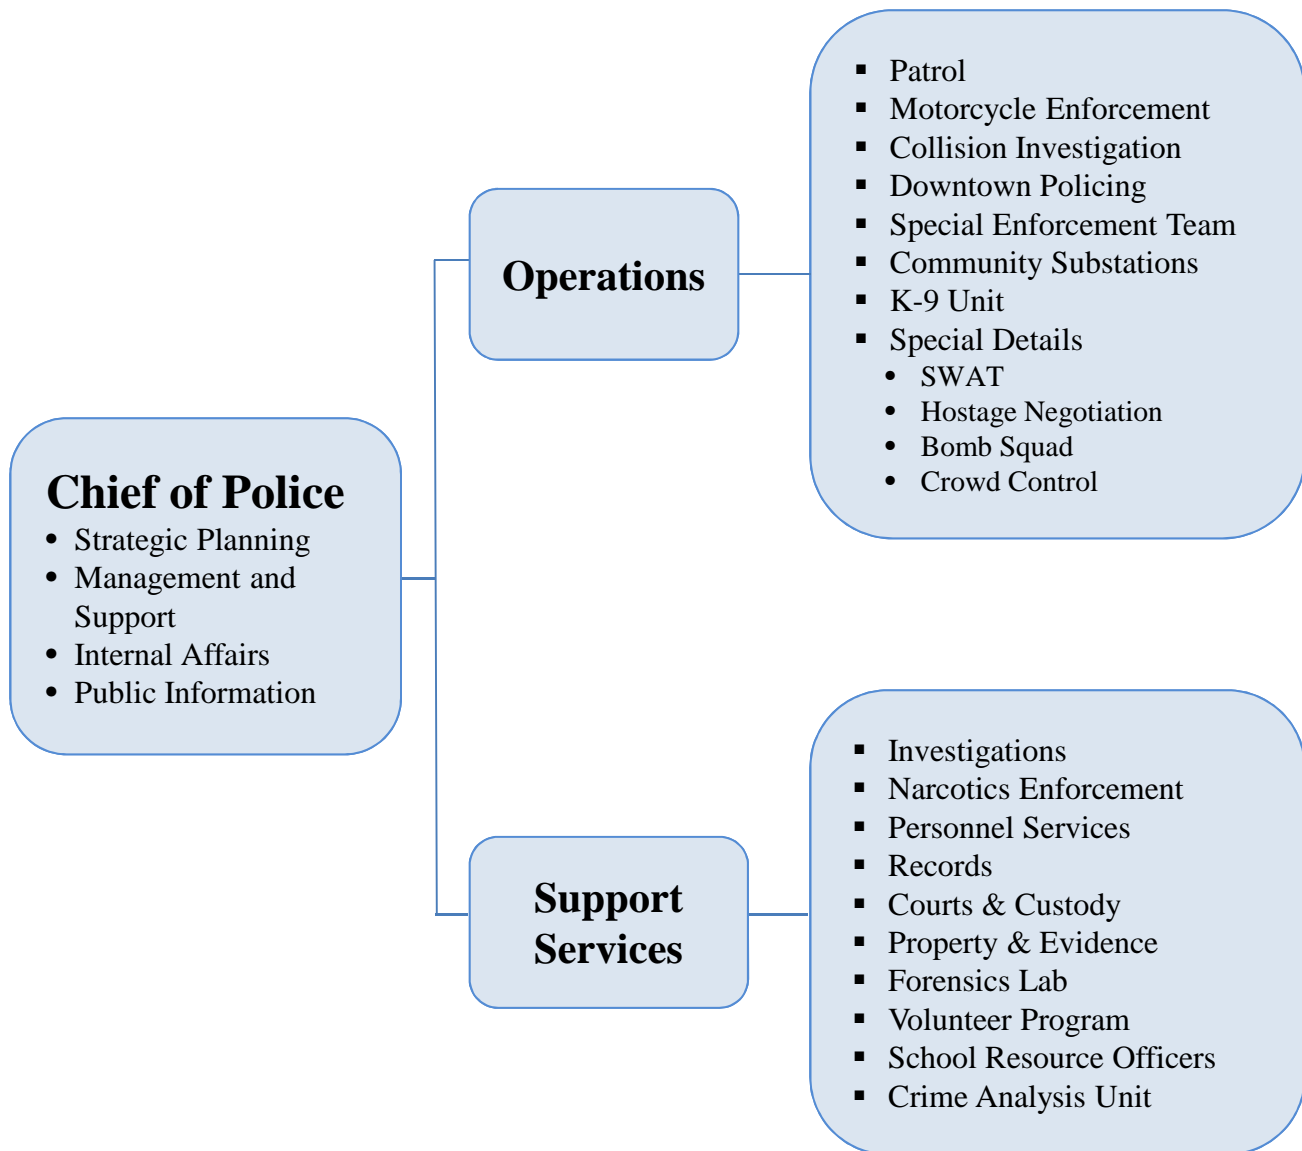 Chief of Police
• Strategic Planning
• Management and
Support
• Internal Affairs
• Public Information
Operations
▪ Patrol
▪ Motorcycle Enforcement
▪ Collision Investigation
▪ Downtown Policing
▪ Special Enforcement Team
▪ Community Substations
▪ K-9 Unit
▪ Special Details
• SWAT
• Hostage Negotiation
• Bomb Squad
• Crowd Control
Support
Services
▪ Investigations
▪ Narcotics Enforcement
▪ Personnel Services
▪ Records
▪ Courts & Custody
▪ Property & Evidence
▪ Forensics Lab
▪ Volunteer Program
▪ School Resource Officers
▪ Crime Analysis Unit